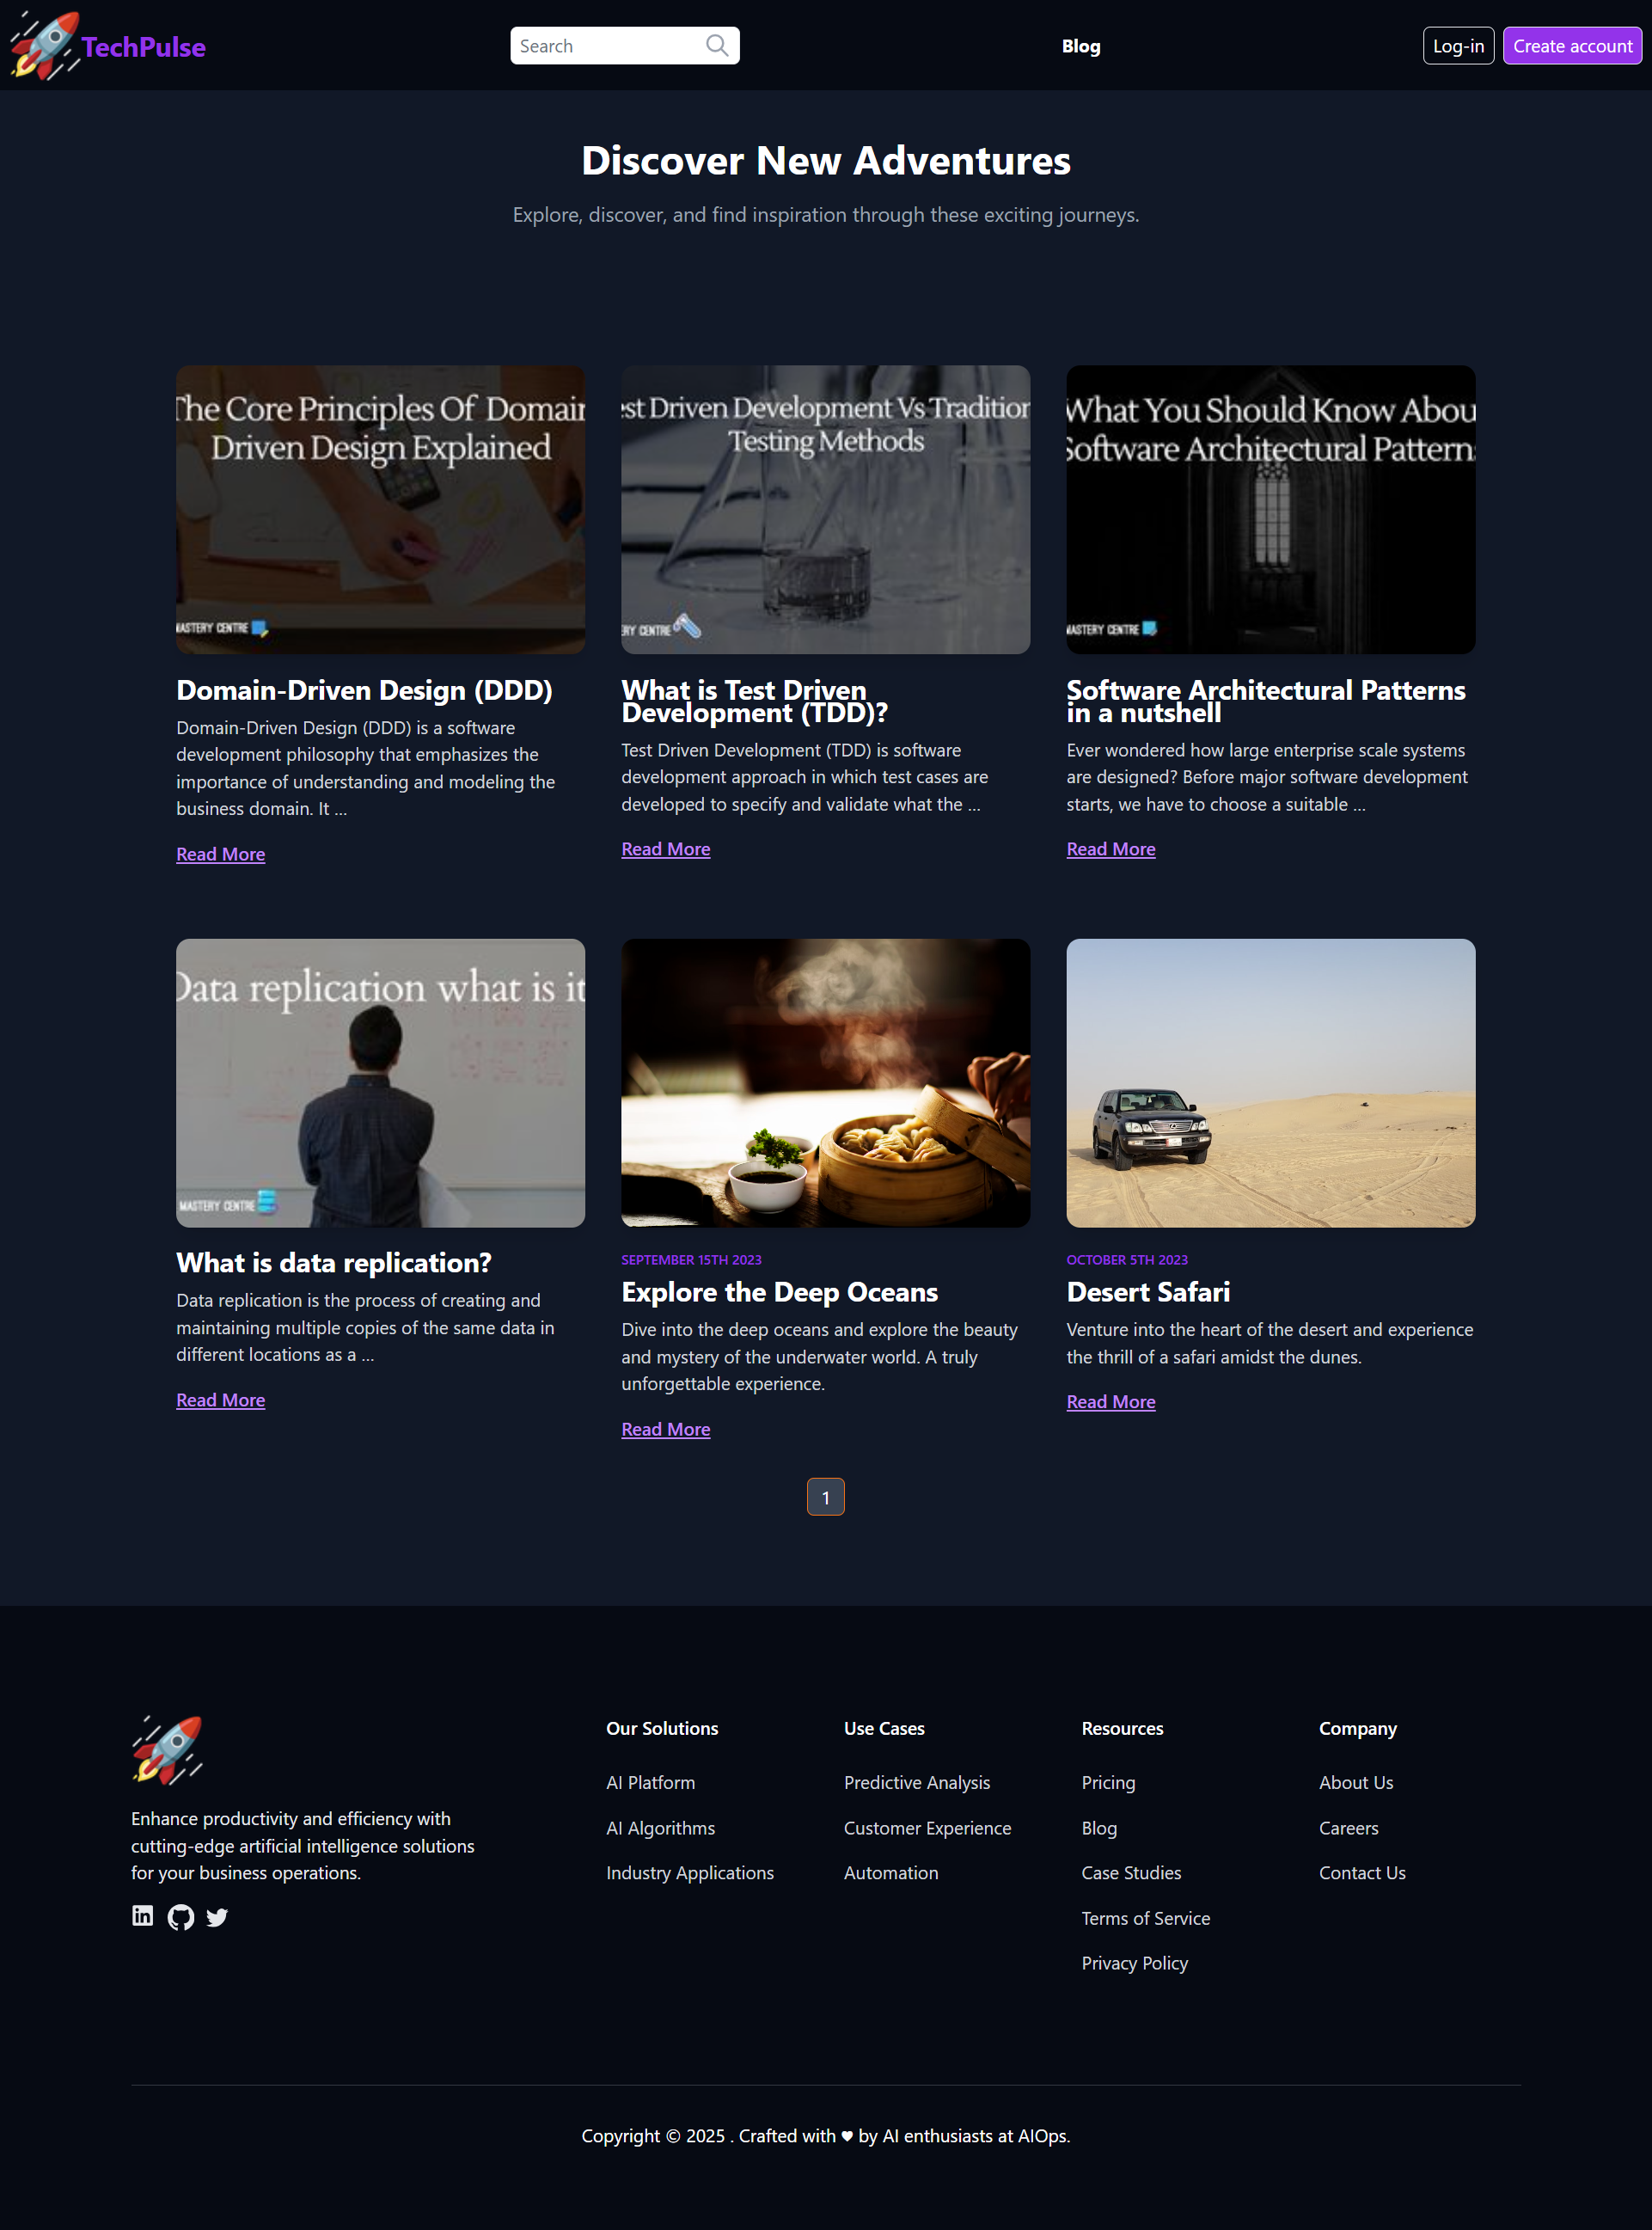 TechPulse
Search
Blog
Log-in
Create account
Discover New Adventures
Explore, discover, and find inspiration through these exciting journeys.
The Core Principles Of Domain
Driven Design Explained
MASTERY CENTRE
est Driven Development Vs Tradition
Testing Methods
ERY CENTRE
What You Should Know Abou
Software Architectural Patterns
MASTERY CENTRE
Domain-Driven Design (DDD)
Domain-Driven Design (DDD) is a software
development philosophy that emphasizes the
importance of understanding and modeling the
business domain. It ...
Read More
What is Test Driven
Development (TDD)?
Test Driven Development (TDD) is software
development approach in which test cases are
developed to specify and validate what the ...
Read More
Software Architectural Patterns
in a nutshell
Ever wondered how large enterprise scale systems
are designed? Before major software development
starts, we have to choose a suitable ...
Read More
Data replication what is it
MASTERY CENTRE
What is data replication?
Data replication is the process of creating and
maintaining multiple copies of the same data in
different locations as a ...
Read More
SEPTEMBER 15TH 2023
Explore the Deep Oceans
Dive into the deep oceans and explore the beauty
and mystery of the underwater world. A truly
unforgettable experience.
Read More
OCTOBER 5TH 2023
Desert Safari
Venture into the heart of the desert and experience
the thrill of a safari amidst the dunes.
Read More
1
Enhance productivity and efficiency with
cutting-edge artificial intelligence solutions
for your business operations.
Our Solutions
AI Platform
AI Algorithms
Industry Applications
Use Cases
Predictive Analysis
Customer Experience
Automation
Resources
Pricing
Blog
Case Studies
Terms of Service
Privacy Policy
Company
About Us
Careers
Contact Us
Copyright © 2025 . Crafted with ♥ by AI enthusiasts at AIOps.